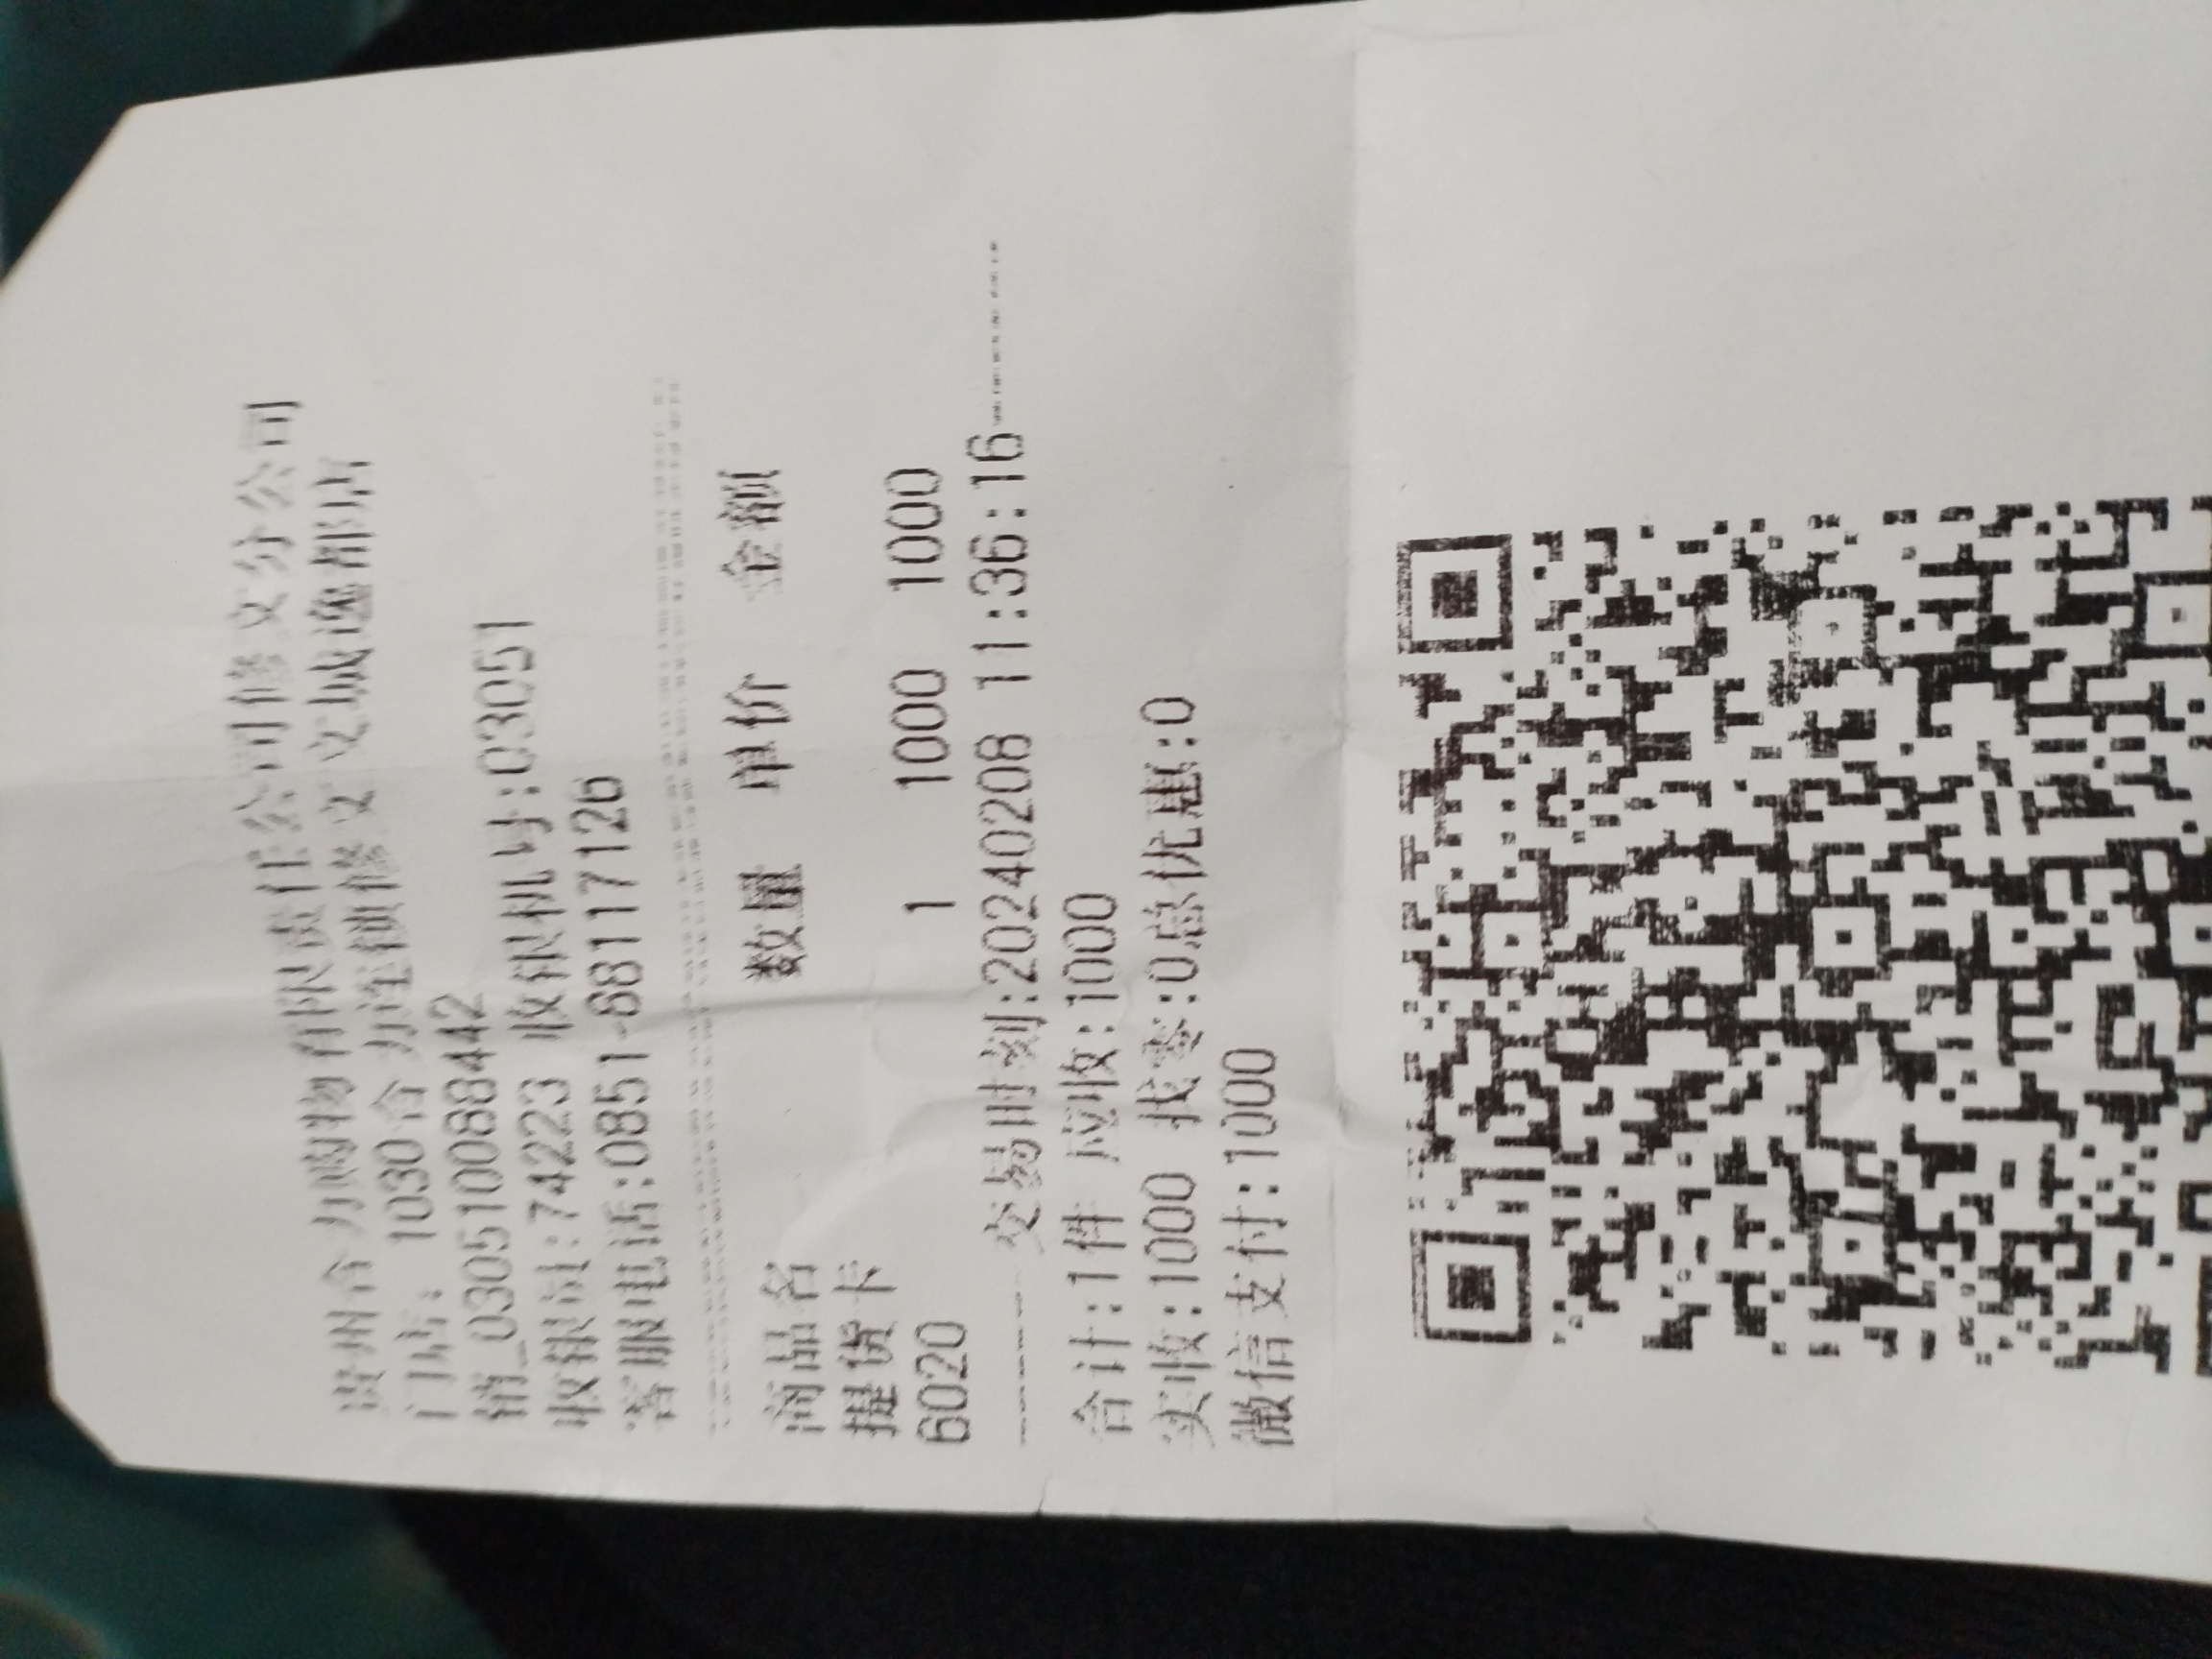 贵州合力购物有限责任公司修文分公司
门店: 1030合力连锁修文文城逸都店
销_030510088442
收银员:74223 收银机号:03051
客服电话:0851-88117126
商品名 数量 单价 金额
提货卡
6020 1 1000 1000
------交易时刻:20240208 11:36:16------
合计:1件 应收:1000
实收:1000 找零:0总优惠:0
微信支付:1000